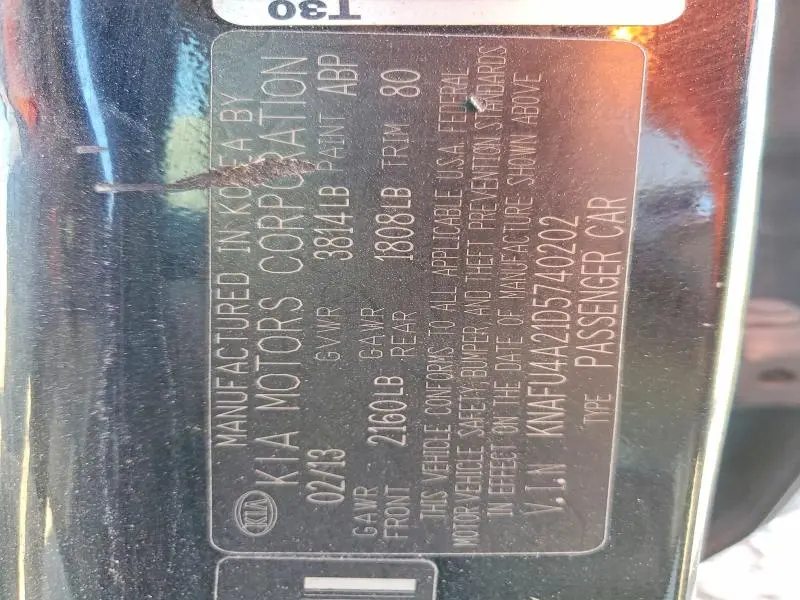 T30
MANUFACTURED IN KOREA BY
KIA KIA MOTORS CORPORATION
02/13 GVWR 3814LB PAINT ABP
GAWR FRONT 2160LB GAWR REAR 1808LB TRIM 80
THIS VEHICLE CONFORMS TO ALL APPLICABLE U.S.A. FEDERAL
MOTOR VEHICLE SAFETY, BUMPER AND THEFT PREVENTION STANDARDS
IN EFFECT ON THE DATE OF MANUFACTURE SHOWN ABOVE
V.I.N KNAFU4A21D5740202
TYPE PASSENGER CAR